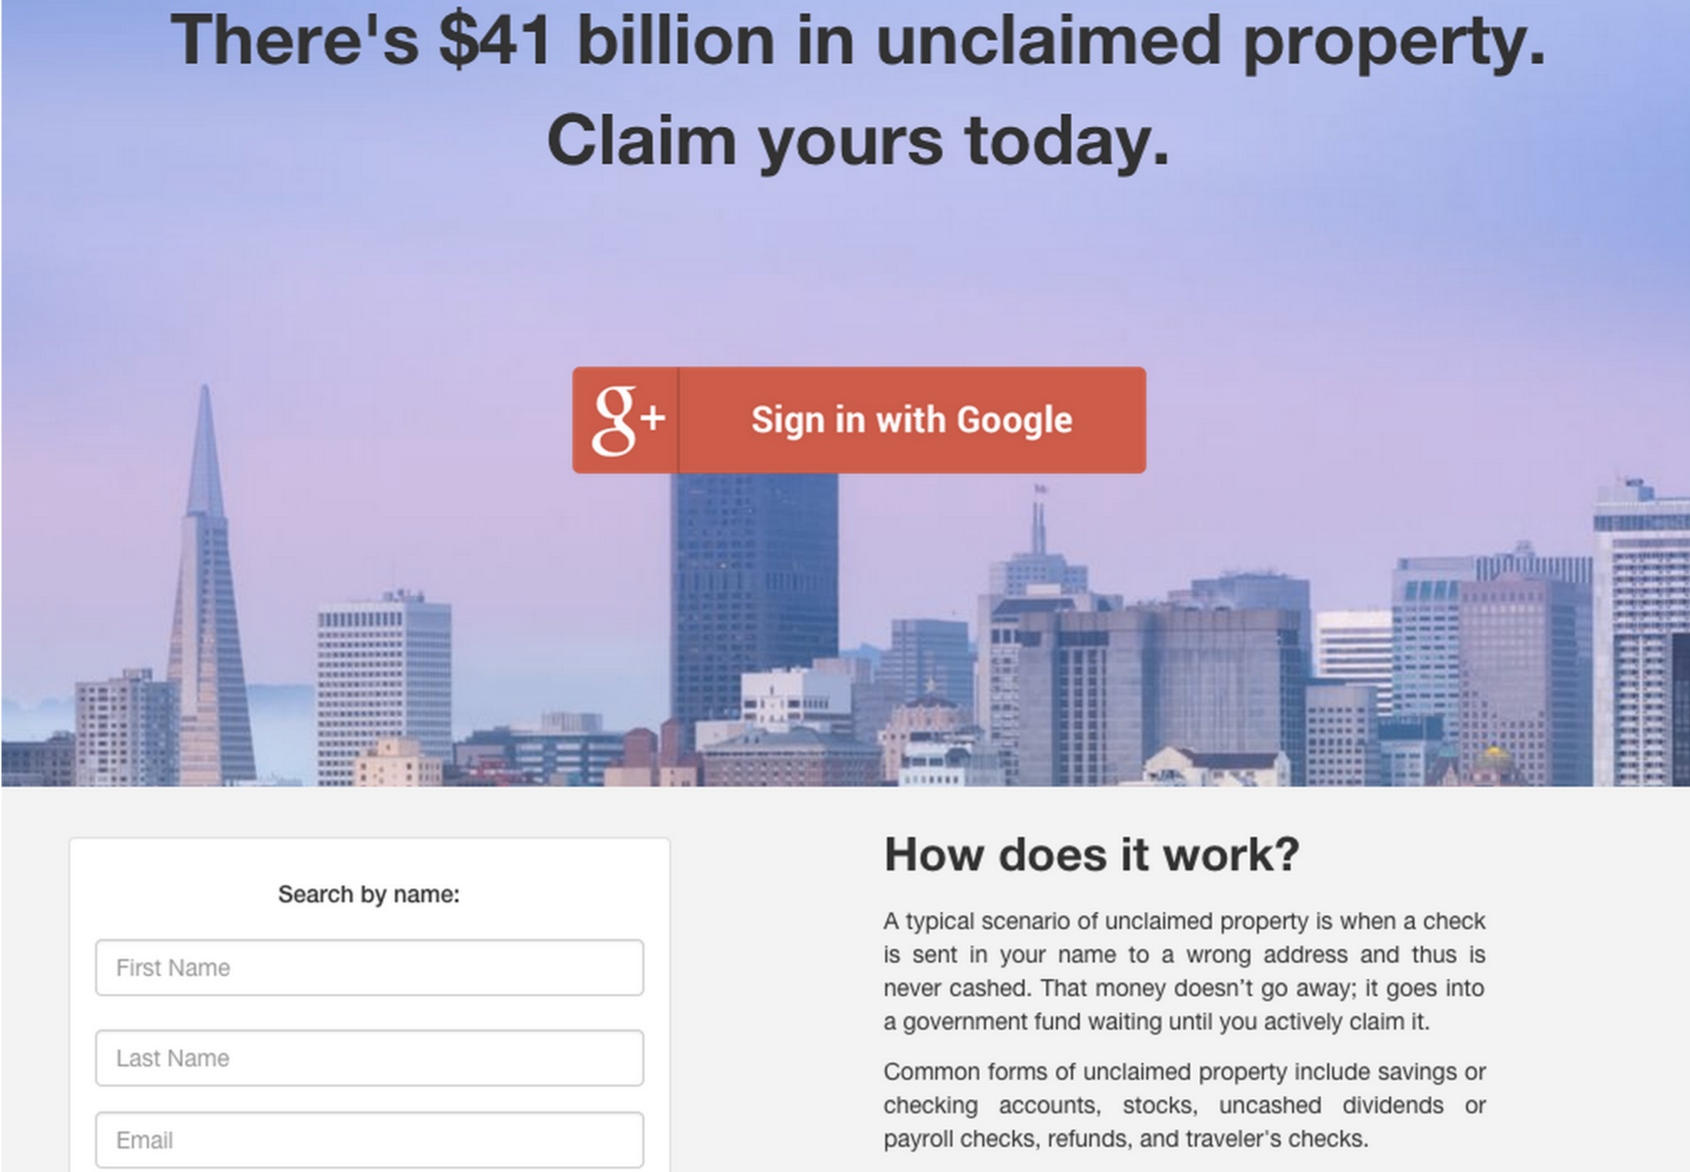 There's $41 billion in unclaimed property.
Claim yours today.
g+ Sign in with Google
Search by name:
First Name
Last Name
Email
How does it work?
A typical scenario of unclaimed property is when a check
is sent in your name to a wrong address and thus is
never cashed. That money doesn’t go away; it goes into
a government fund waiting until you actively claim it.
Common forms of unclaimed property include savings or
checking accounts, stocks, uncashed dividends or
payroll checks, refunds, and traveler's checks.